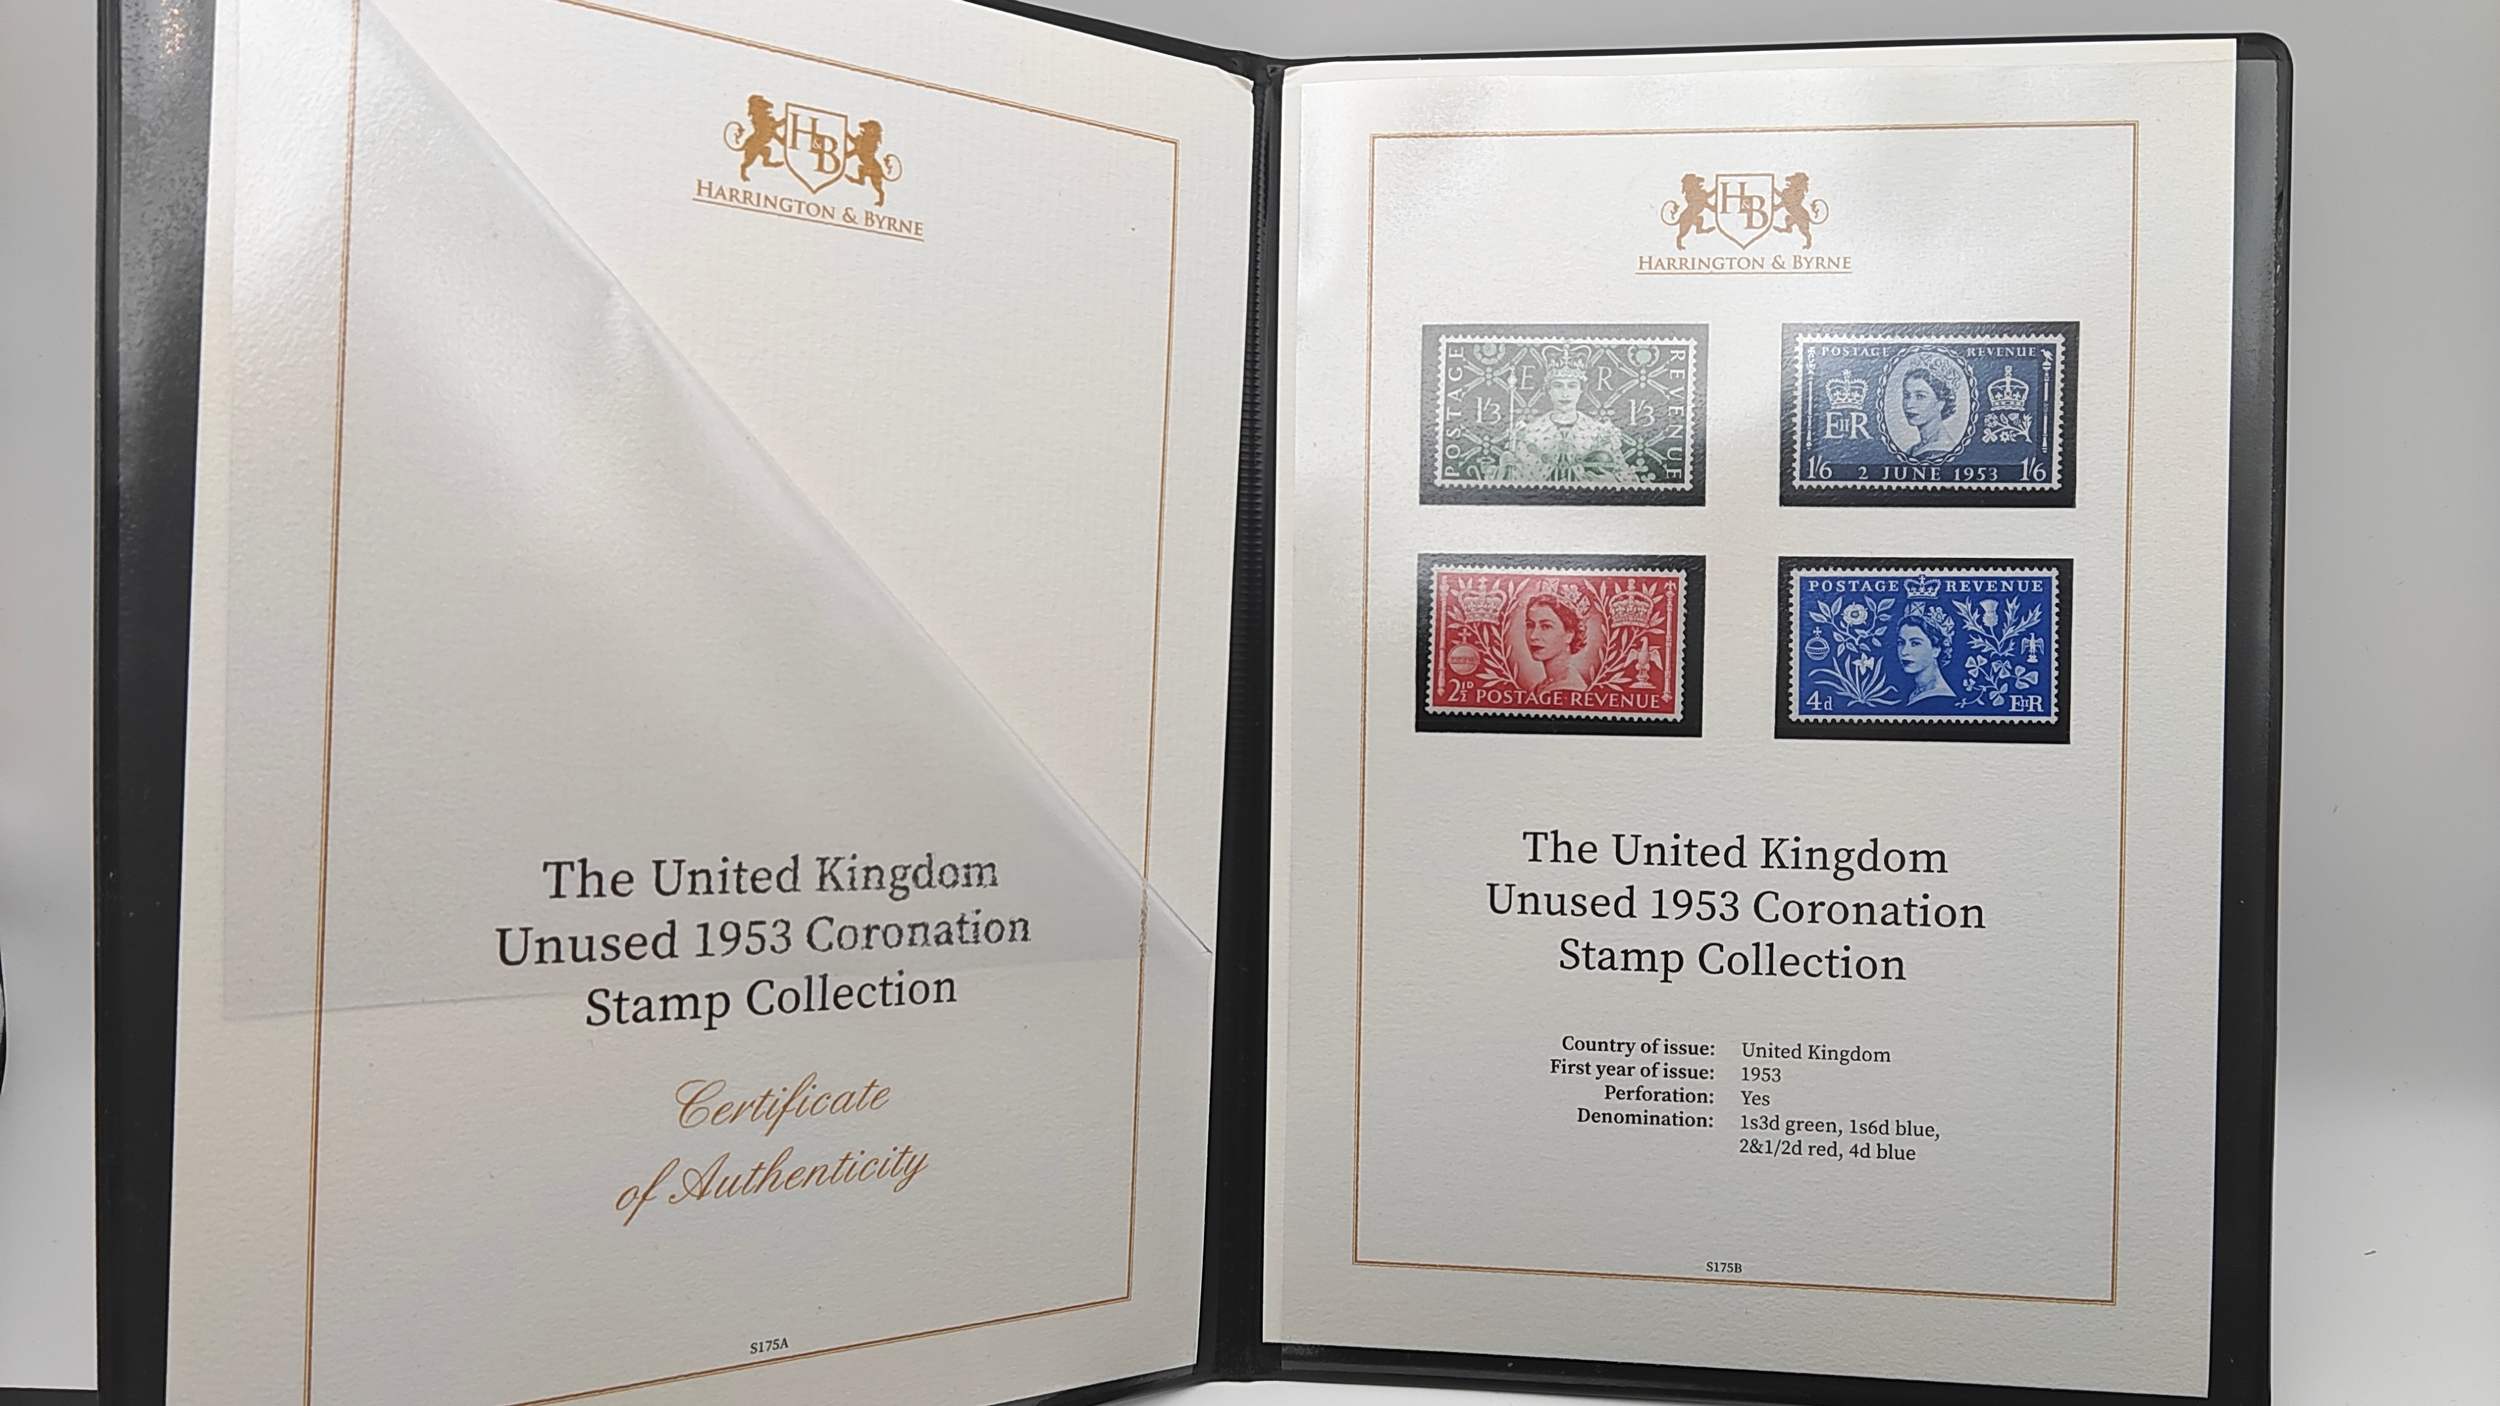 H&B
HARRINGTON & BYRNE
The United Kingdom
Unused 1953 Coronation
Stamp Collection
Certificate
of Authenticity
S175A
H&B
HARRINGTON & BYRNE
POSTAGE
E R
REVENUE
1/3 1/3
POSTAGE REVENUE
EIIR
1/6 2 JUNE 1953 1/6
2½D POSTAGE·REVENUE
POSTAGE REVENUE
4d EIIR
The United Kingdom
Unused 1953 Coronation
Stamp Collection
Country of issue: United Kingdom
First year of issue: 1953
Perforation: Yes
Denomination: 1s3d green, 1s6d blue,
2&1/2d red, 4d blue
S175B